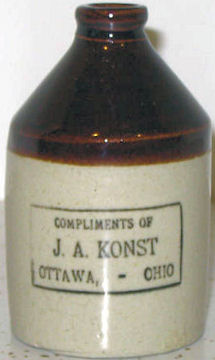 COMPLIMENTS OF
J. A. KONST
OTTAWA, - OHIO